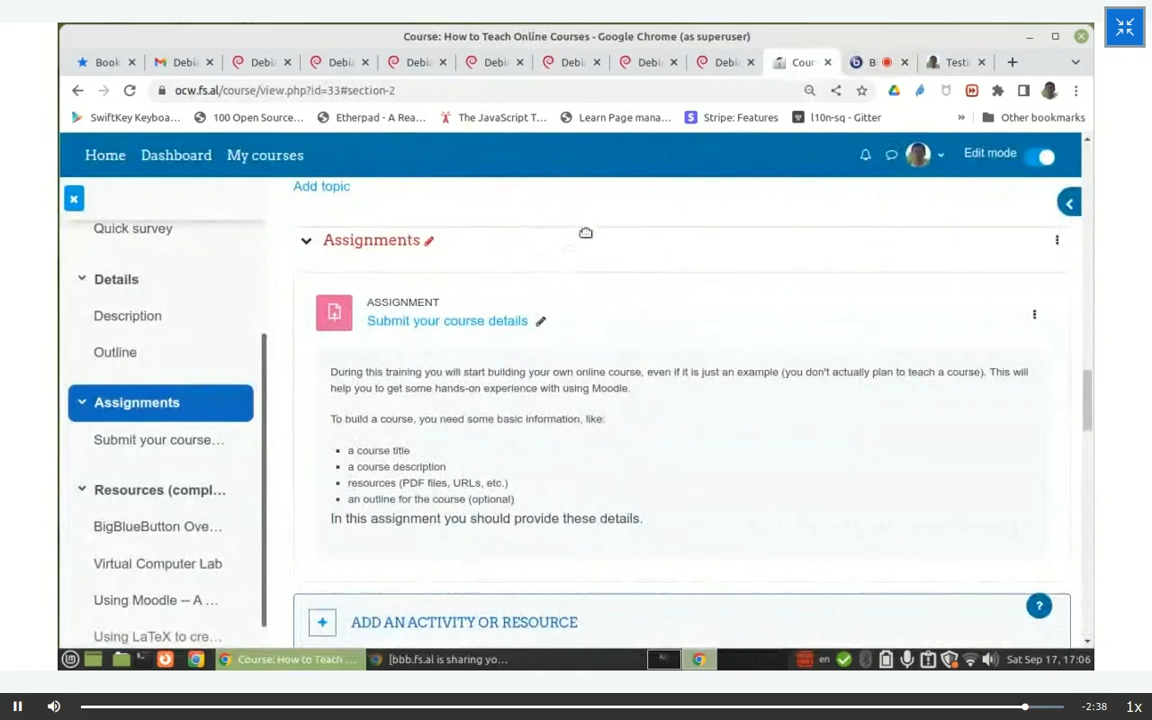 Course: How to Teach Online Courses - Google Chrome (as superuser)
Book Debi Debi Debi Debi Debi Debi Debi Debi Cour B Testi
ocw.fs.al/course/view.php?id=33#section-2
SwiftKey Keyboa... 100 Open Source... Etherpad - A Rea... The JavaScript T... Learn Page mana... Stripe: Features l10n-sq - Gitter » Other bookmarks
Home Dashboard My courses Edit mode
Add topic
Quick survey
Assignments
Details
ASSIGNMENT
Submit your course details
Description
Outline
During this training you will start building your own online course, even if it is just an example (you don't actually plan to teach a course). This will
help you to get some hands-on experience with using Moodle.
Assignments
To build a course, you need some basic information, like:
Submit your course...
a course title
a course description
resources (PDF files, URLs, etc.)
an outline for the course (optional)
Resources (compl...
In this assignment you should provide these details.
BigBlueButton Ove...
Virtual Computer Lab
Using Moodle -- A ...
ADD AN ACTIVITY OR RESOURCE
?
Using LaTeX to cre...
Course: How to Teach ... [bbb.fs.al is sharing yo... en Sat Sep 17, 17:06
-2:38 1x